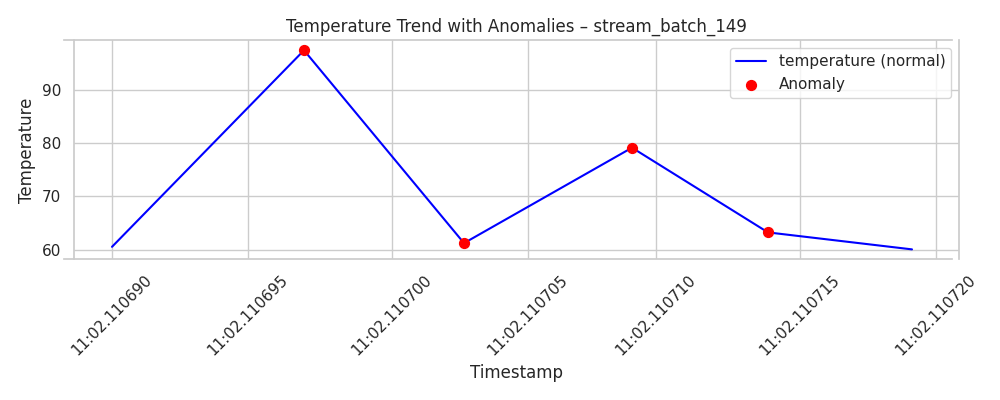 Temperature Trend with Anomalies – stream_batch_149
temperature (normal)
Anomaly
Temperature
90
80
70
60
11:02.110690
11:02.110695
11:02.110700
11:02.110705
11:02.110710
11:02.110715
11:02.110720
Timestamp